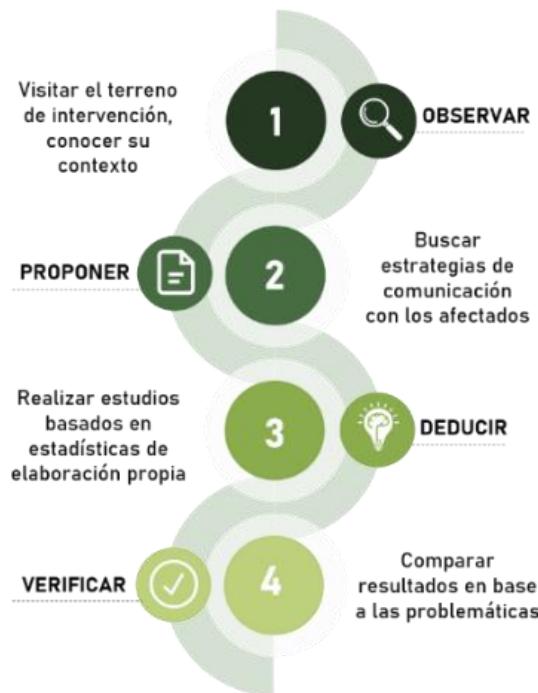 Visitar el terreno
de intervención,
conocer su
contexto
1
OBSERVAR
PROPONER
2
Buscar
estrategias de
comunicación
con los afectados
Realizar estudios
basados en
estadísticas de
elaboración propia
3
DEDUCIR
VERIFICAR
4
Comparar
resultados en base
a las problemáticas